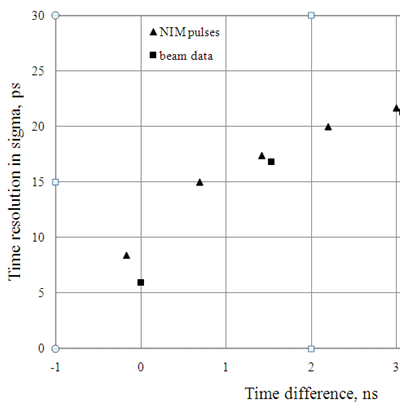 30
25
20
15
10
5
0
NIM pulses
beam data
Time resolution in sigma, ps
-1 0 1 2 3
Time difference, ns